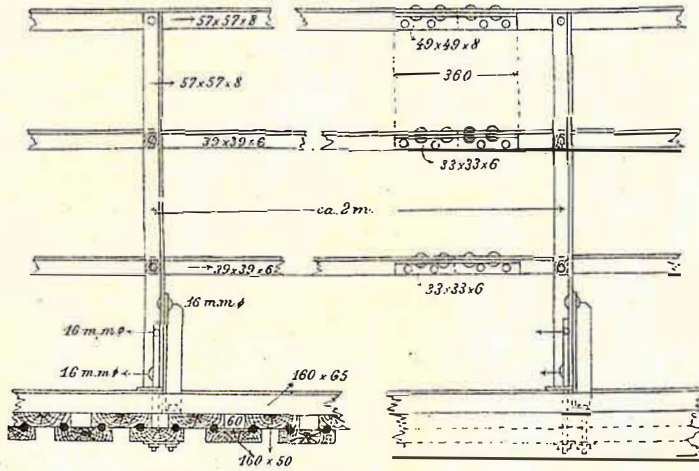 57x57x8
49x49x8
360
57x57x8
39x39x6
33x33x6
ca. 2 m.
39x39x6
33x33x6
16 m.m φ
16 m.m φ
16 m.m φ
160 x 65
60
160 x 50